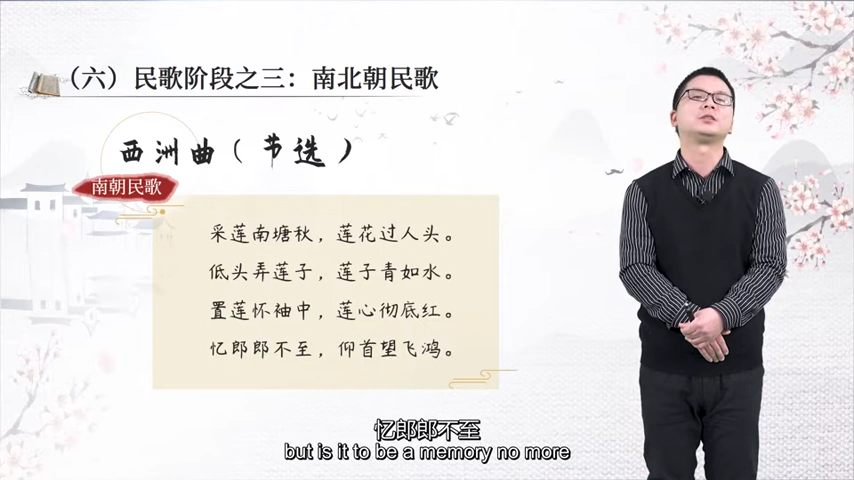 （六）民歌阶段之三：南北朝民歌
西洲曲（节选）
南朝民歌
采莲南塘秋，莲花过人头。
低头弄莲子，莲子青如水。
置莲怀袖中，莲心彻底红。
忆郎郎不至，仰首望飞鸿。
忆郎郎不至
but is it to be a memory no more